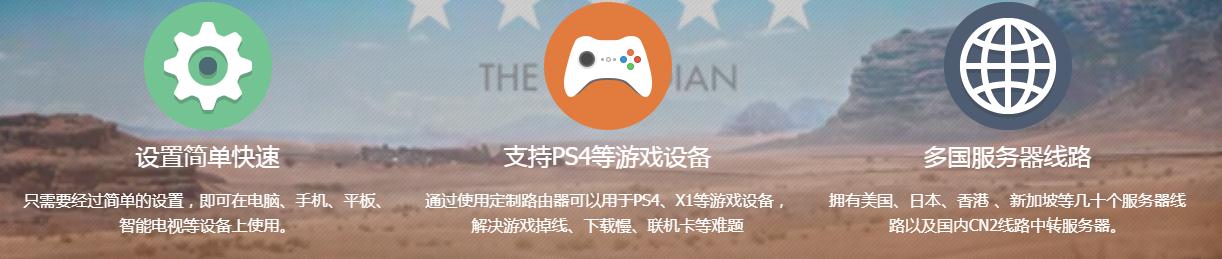 THE
DIAN
设置简单快速
支持PS4等游戏设备
多国服务器线路
只需要经过简单的设置，即可在电脑、手机、平板、
智能电视等设备上使用。
通过使用定制路由器可以用于PS4、X1等游戏设备，
解决游戏掉线、下载慢、联机卡等难题
拥有美国、日本、香港 、新加坡等几十个服务器线
路以及国内CN2线路中转服务器。